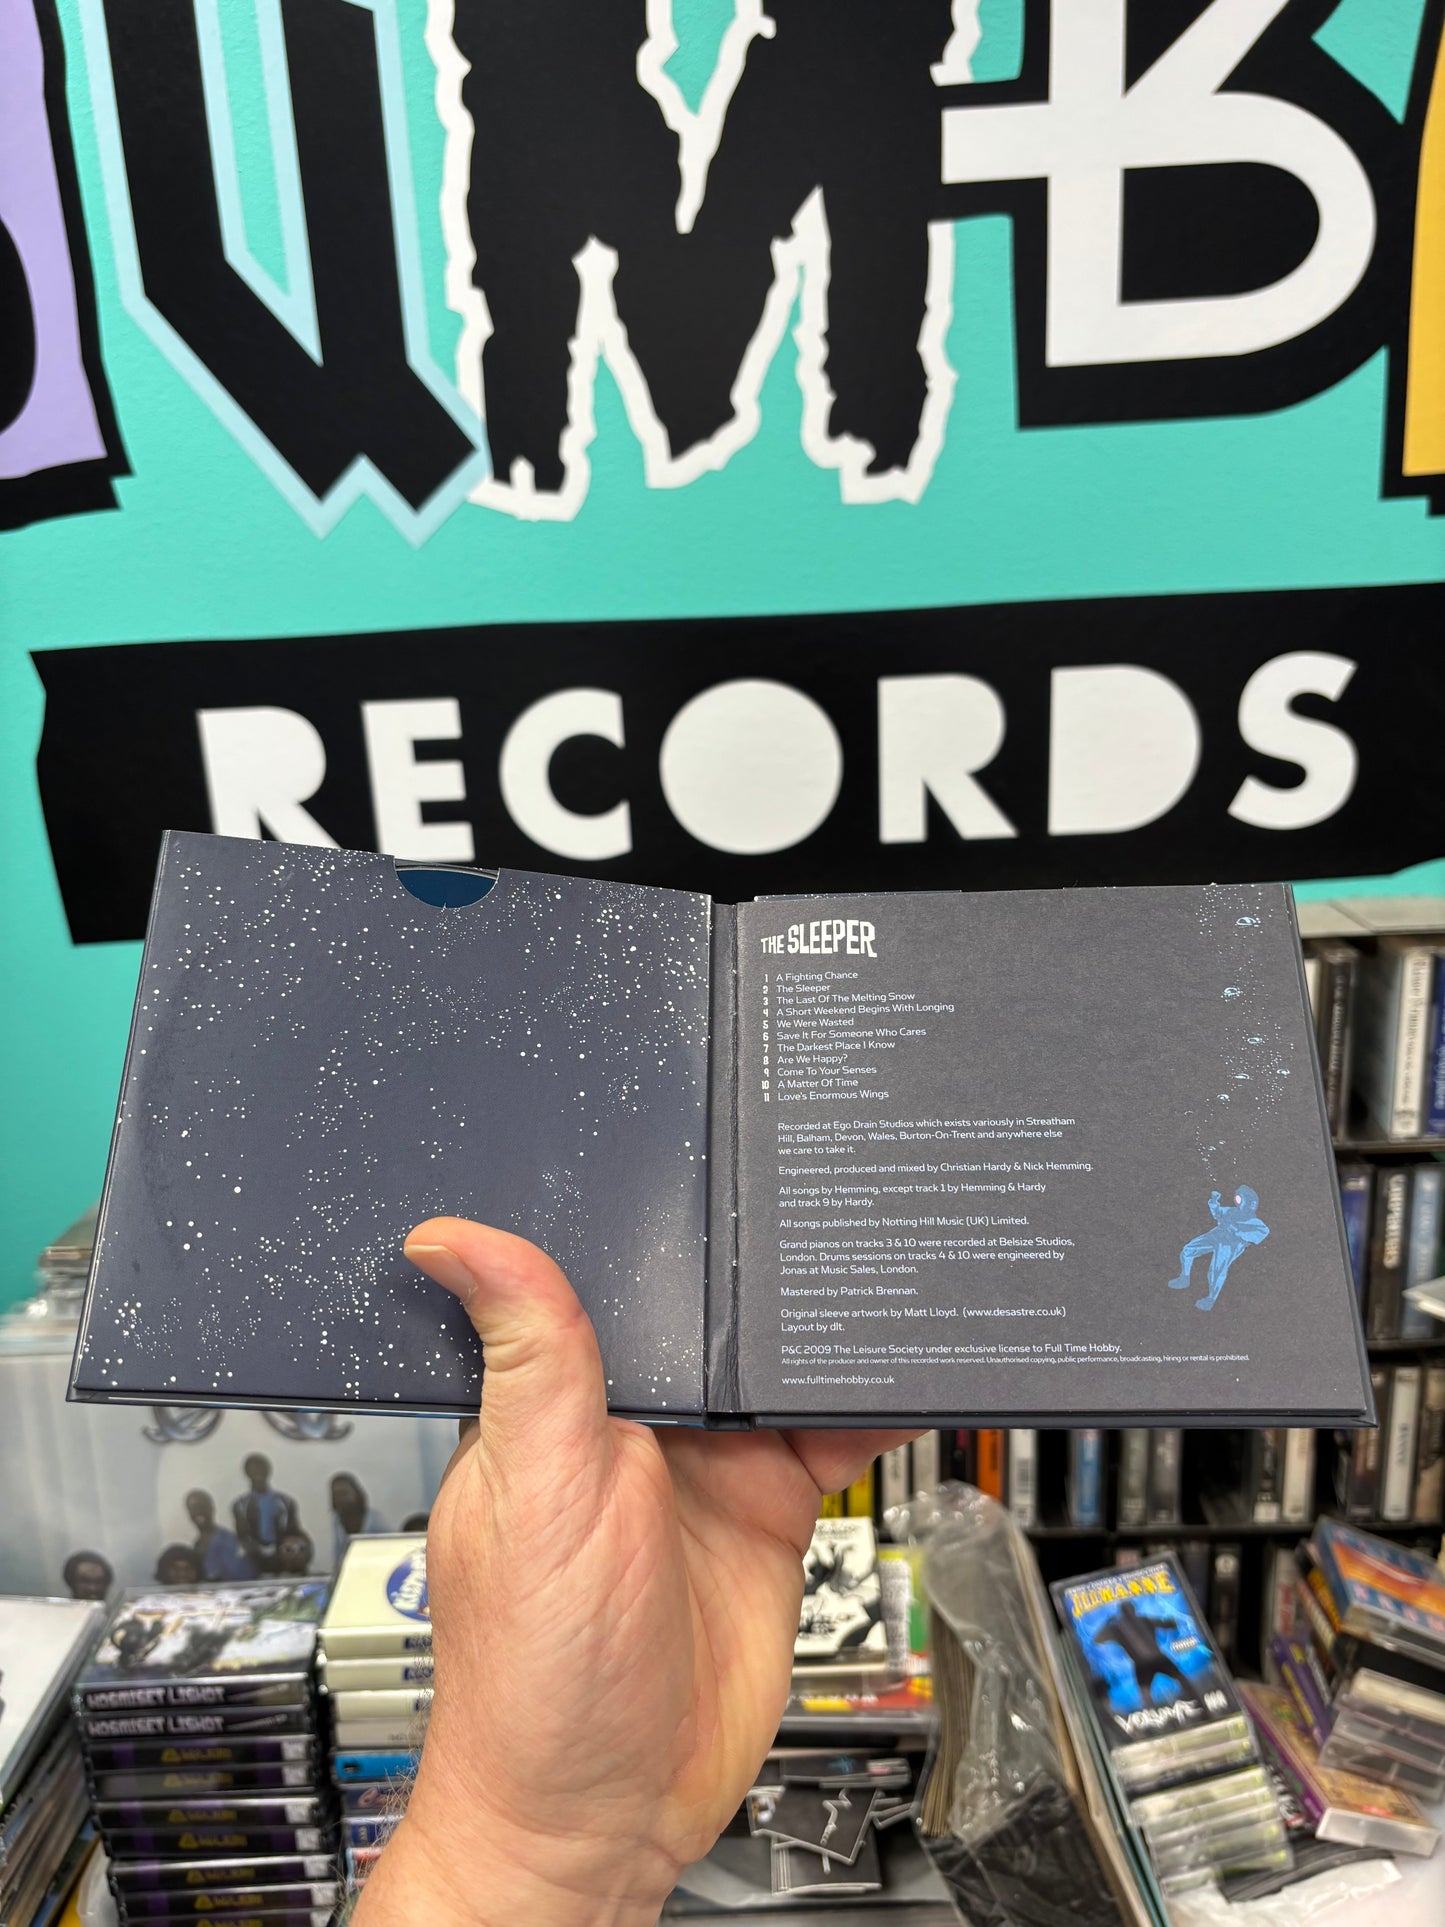 UMB
RECORDS
THE SLEEPER
1 A Fighting Chance
2 The Sleeper
3 The Last Of The Melting Snow
4 A Short Weekend Begins With Longing
5 We Were Wasted
6 Save It For Someone Who Cares
7 The Darkest Place I Know
8 Are We Happy?
9 Come To Your Senses
10 A Matter Of Time
11 Love's Enormous Wings
Recorded at Ego Drain Studios which exists variously in Streatham
Hill, Balham, Devon, Wales, Burton-On-Trent and anywhere else
we care to take it.
Engineered, produced and mixed by Christian Hardy & Nick Hemming.
All songs by Hemming, except track 1 by Hemming & Hardy
and track 9 by Hardy.
All songs published by Notting Hill Music (UK) Limited.
Grand pianos on tracks 3 & 10 were recorded at Belsize Studios,
London. Drums sessions on tracks 4 & 10 were engineered by
Jonas at Music Sales, London.
Mastered by Patrick Brennan.
Original sleeve artwork by Matt Lloyd. (www.desastre.co.uk)
Layout by dlt.
P&C 2009 The Leisure Society under exclusive license to Full Time Hobby.
All rights of the producer and owner of this recorded work reserved. Unauthorised copying, public performance, broadcasting, hiring or rental is prohibited.
www.fulltimehobby.co.uk